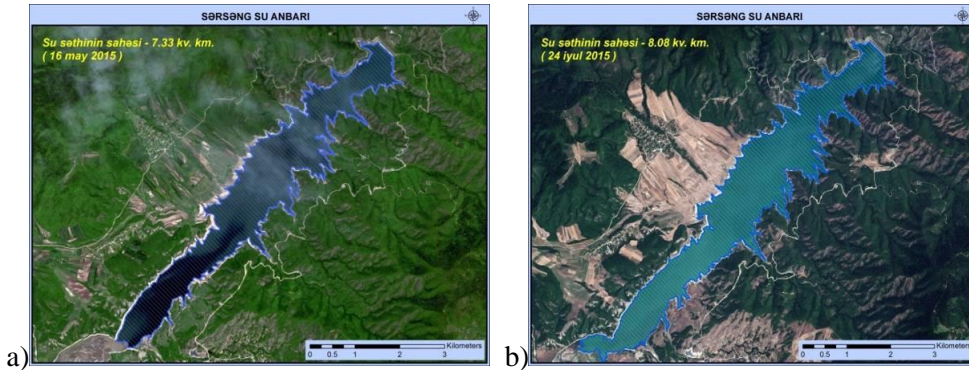 SƏRSƏNG SU ANBARI
Su səthinin sahəsi - 7.33 kv. km.
( 16 may 2015 )
Kilometers
0 0.5 1 2 3
a)
SƏRSƏNG SU ANBARI
Su səthinin sahəsi - 8.08 kv. km.
( 24 iyul 2015 )
Kilometers
0 0.5 1 2 3
b)